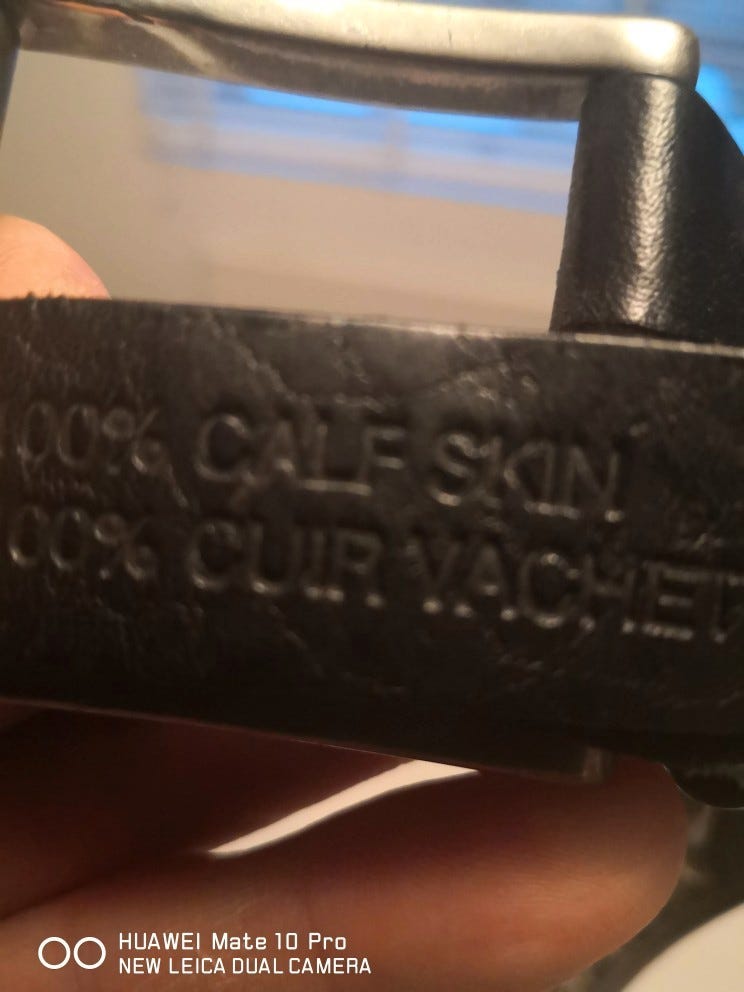 100% CALF SKIN
00% CUIR VACHET
HUAWEI Mate 10 Pro
NEW LEICA DUAL CAMERA